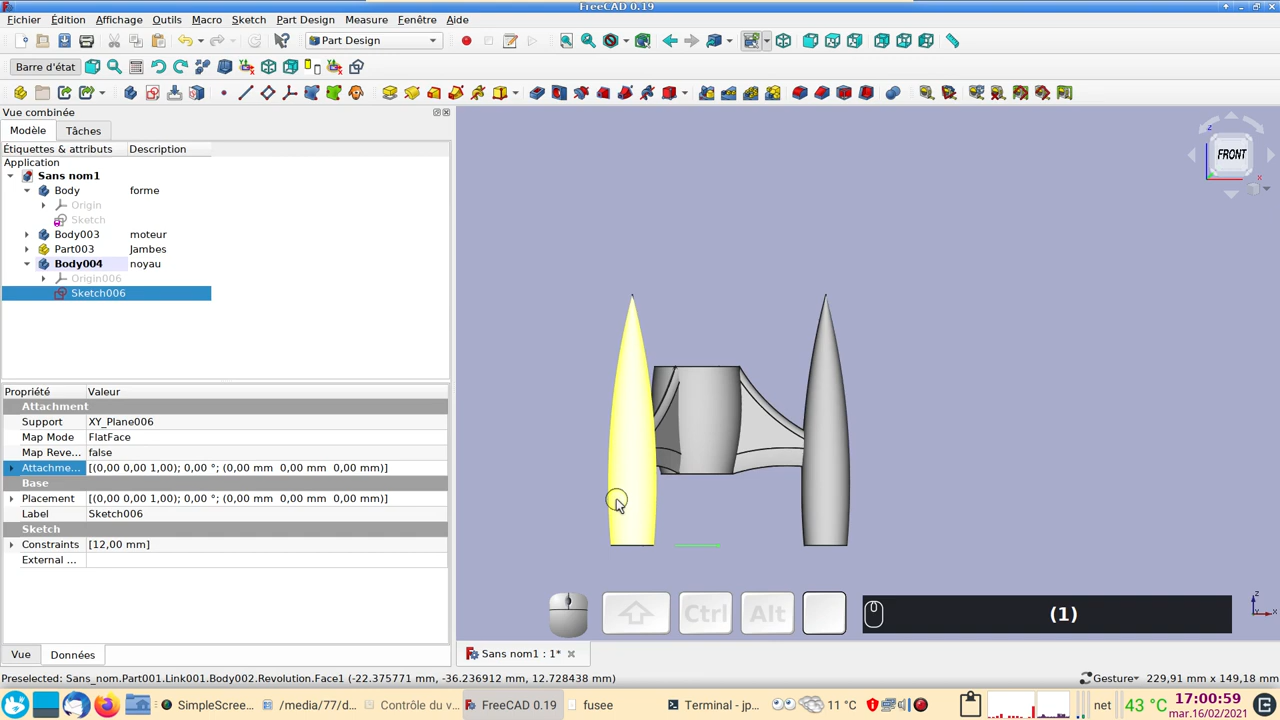 FreeCAD 0.19
Fichier Édition Affichage Outils Macro Sketch Part Design Measure Fenêtre Aide
Part Design
Barre d'état
Vue combinée
Modèle Tâches
Étiquettes & attributs Description
Application
Sans nom1
Body forme
Origin
Sketch
Body003 moteur
Part003 Jambes
Body004 noyau
Origin006
Sketch006
FRONT
z
x
Propriété Valeur
Attachment
Support XY_Plane006
Map Mode FlatFace
Map Reve... false
Attachme... [(0,00 0,00 1,00); 0,00 °; (0,00 mm 0,00 mm 0,00 mm)]
Base
Placement [(0,00 0,00 1,00); 0,00 °; (0,00 mm 0,00 mm 0,00 mm)]
Label Sketch006
Sketch
Constraints [12,00 mm]
External ...
Ctrl Alt (1)
Vue Données
Sans nom1 : 1*
Preselected: Sans_nom.Part001.Link001.Body002.Revolution.Face1 (-22.375771 mm, -36.236912 mm, 12.728438 mm) Gesture 229,91 mm x 149,18 mm
SimpleScree... /media/77/d... Contrôle du v... FreeCAD 0.19 fusee Terminal - jp... 11 °C net 43 °C 17:00:59
mar.16/02/2021